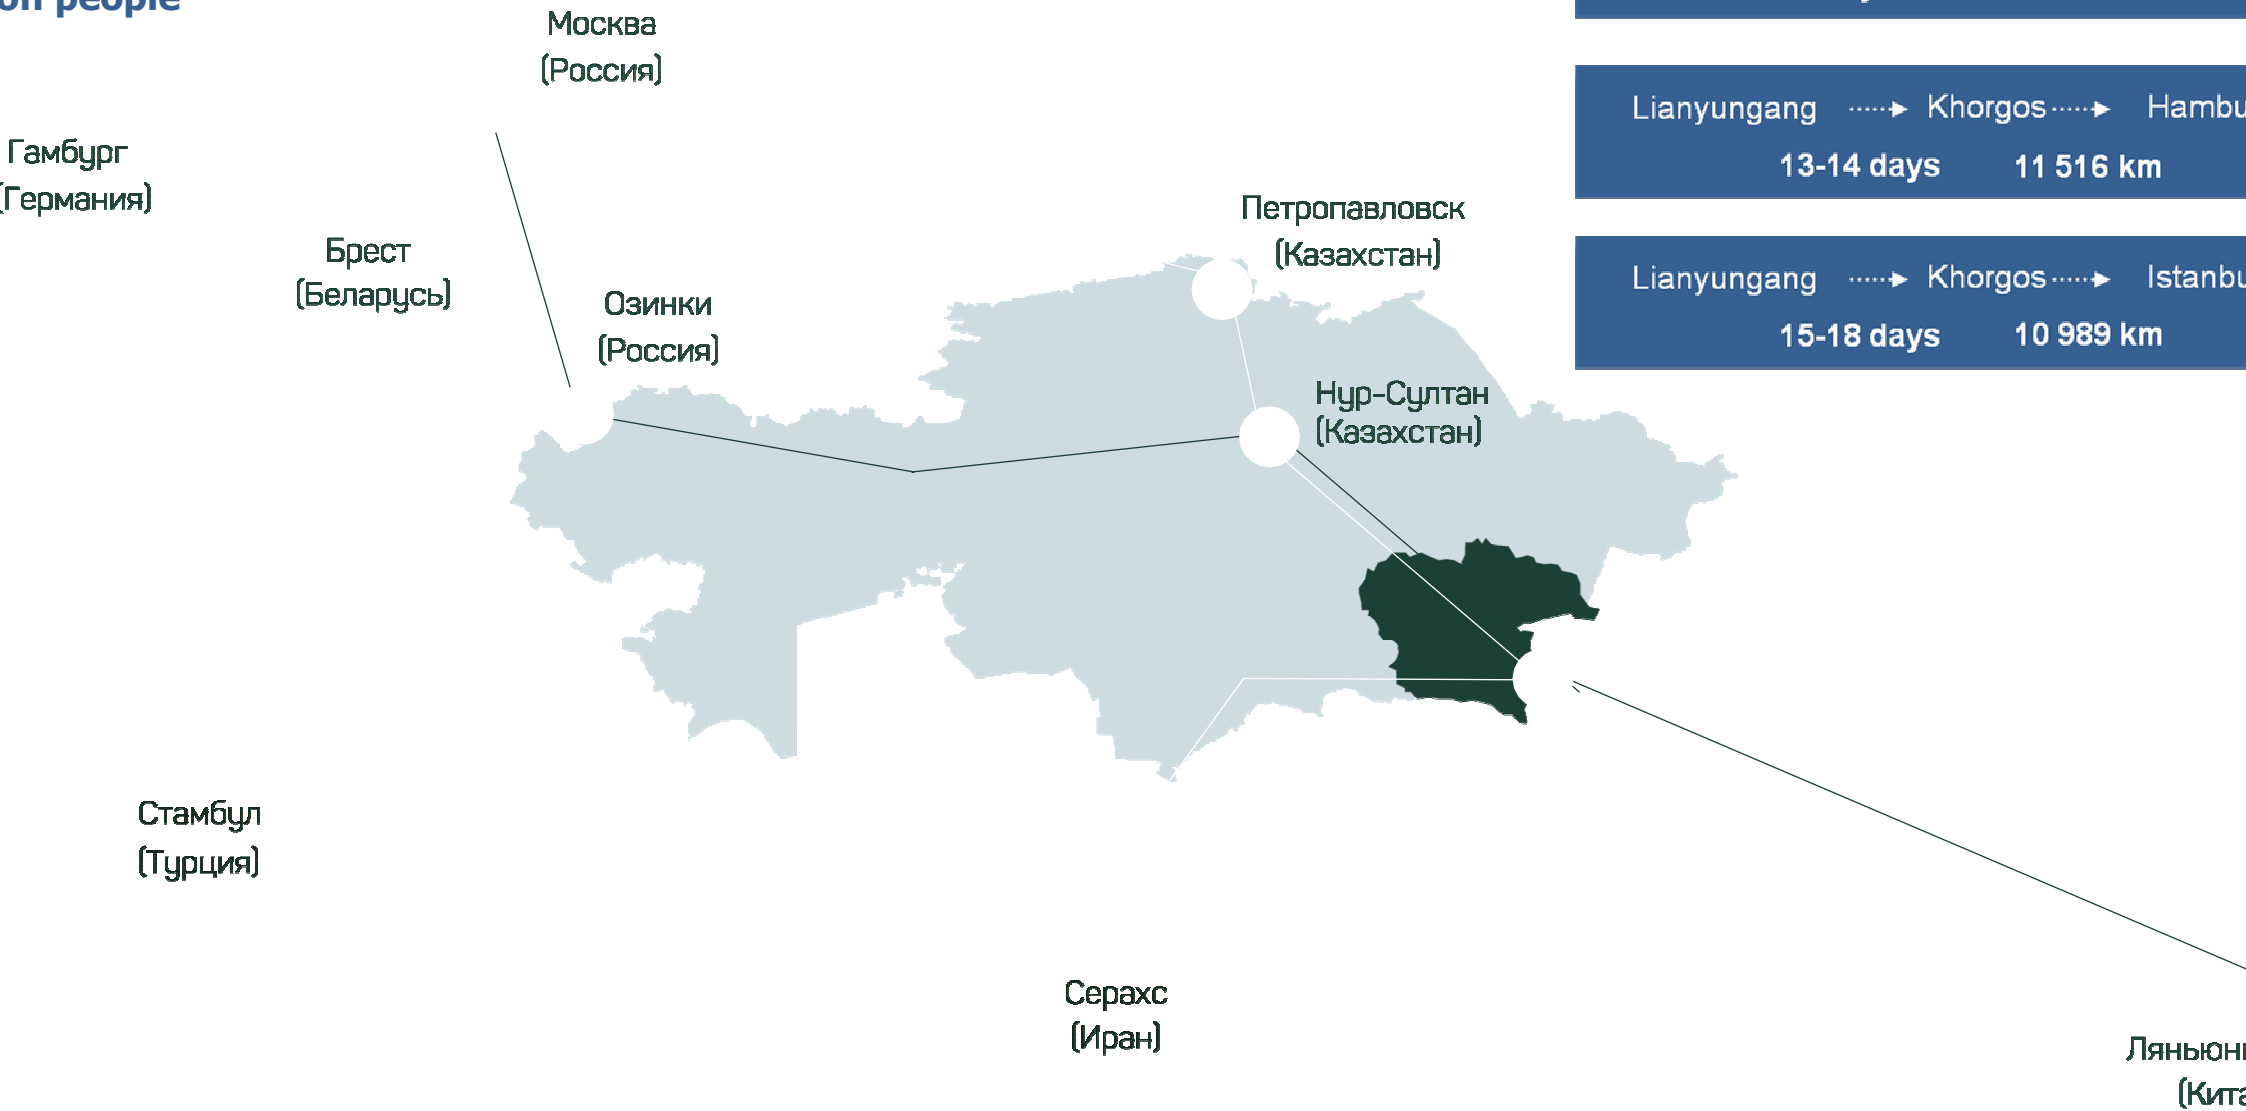 people
Москва
(Россия)
Lianyungang Khorgos
13-14 days 11 516 km
Гамбург
(Германия)
Петропавловск
(Казахстан)
Брест
(Беларусь)
Lianyungang Khorgos
15-18 days 10 989 km
Озинки
(Россия)
Нур-Султан
(Казахстан)
Стамбул
(Турция)
Серахс
(Иран)